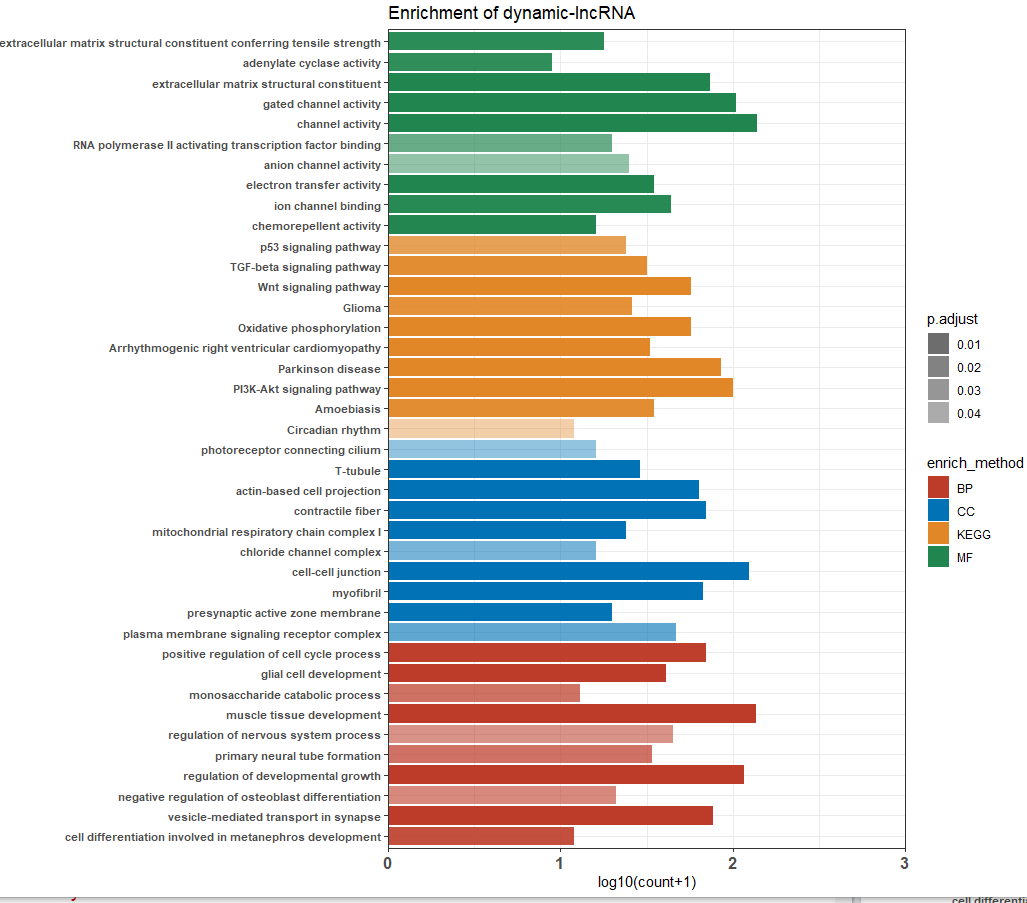 Enrichment of dynamic-lncRNA
extracellular matrix structural constituent conferring tensile strength
adenylate cyclase activity
extracellular matrix structural constituent
gated channel activity
channel activity
RNA polymerase II activating transcription factor binding
anion channel activity
electron transfer activity
ion channel binding
chemorepellent activity
p53 signaling pathway
TGF-beta signaling pathway
Wnt signaling pathway
Glioma
Oxidative phosphorylation
Arrhythmogenic right ventricular cardiomyopathy
Parkinson disease
PI3K-Akt signaling pathway
Amoebiasis
Circadian rhythm
photoreceptor connecting cilium
T-tubule
actin-based cell projection
contractile fiber
mitochondrial respiratory chain complex I
chloride channel complex
cell-cell junction
myofibril
presynaptic active zone membrane
plasma membrane signaling receptor complex
positive regulation of cell cycle process
glial cell development
monosaccharide catabolic process
muscle tissue development
regulation of nervous system process
primary neural tube formation
regulation of developmental growth
negative regulation of osteoblast differentiation
vesicle-mediated transport in synapse
cell differentiation involved in metanephros development
0 1 2 3
log10(count+1)
p.adjust
0.01
0.02
0.03
0.04
enrich_method
BP
CC
KEGG
MF